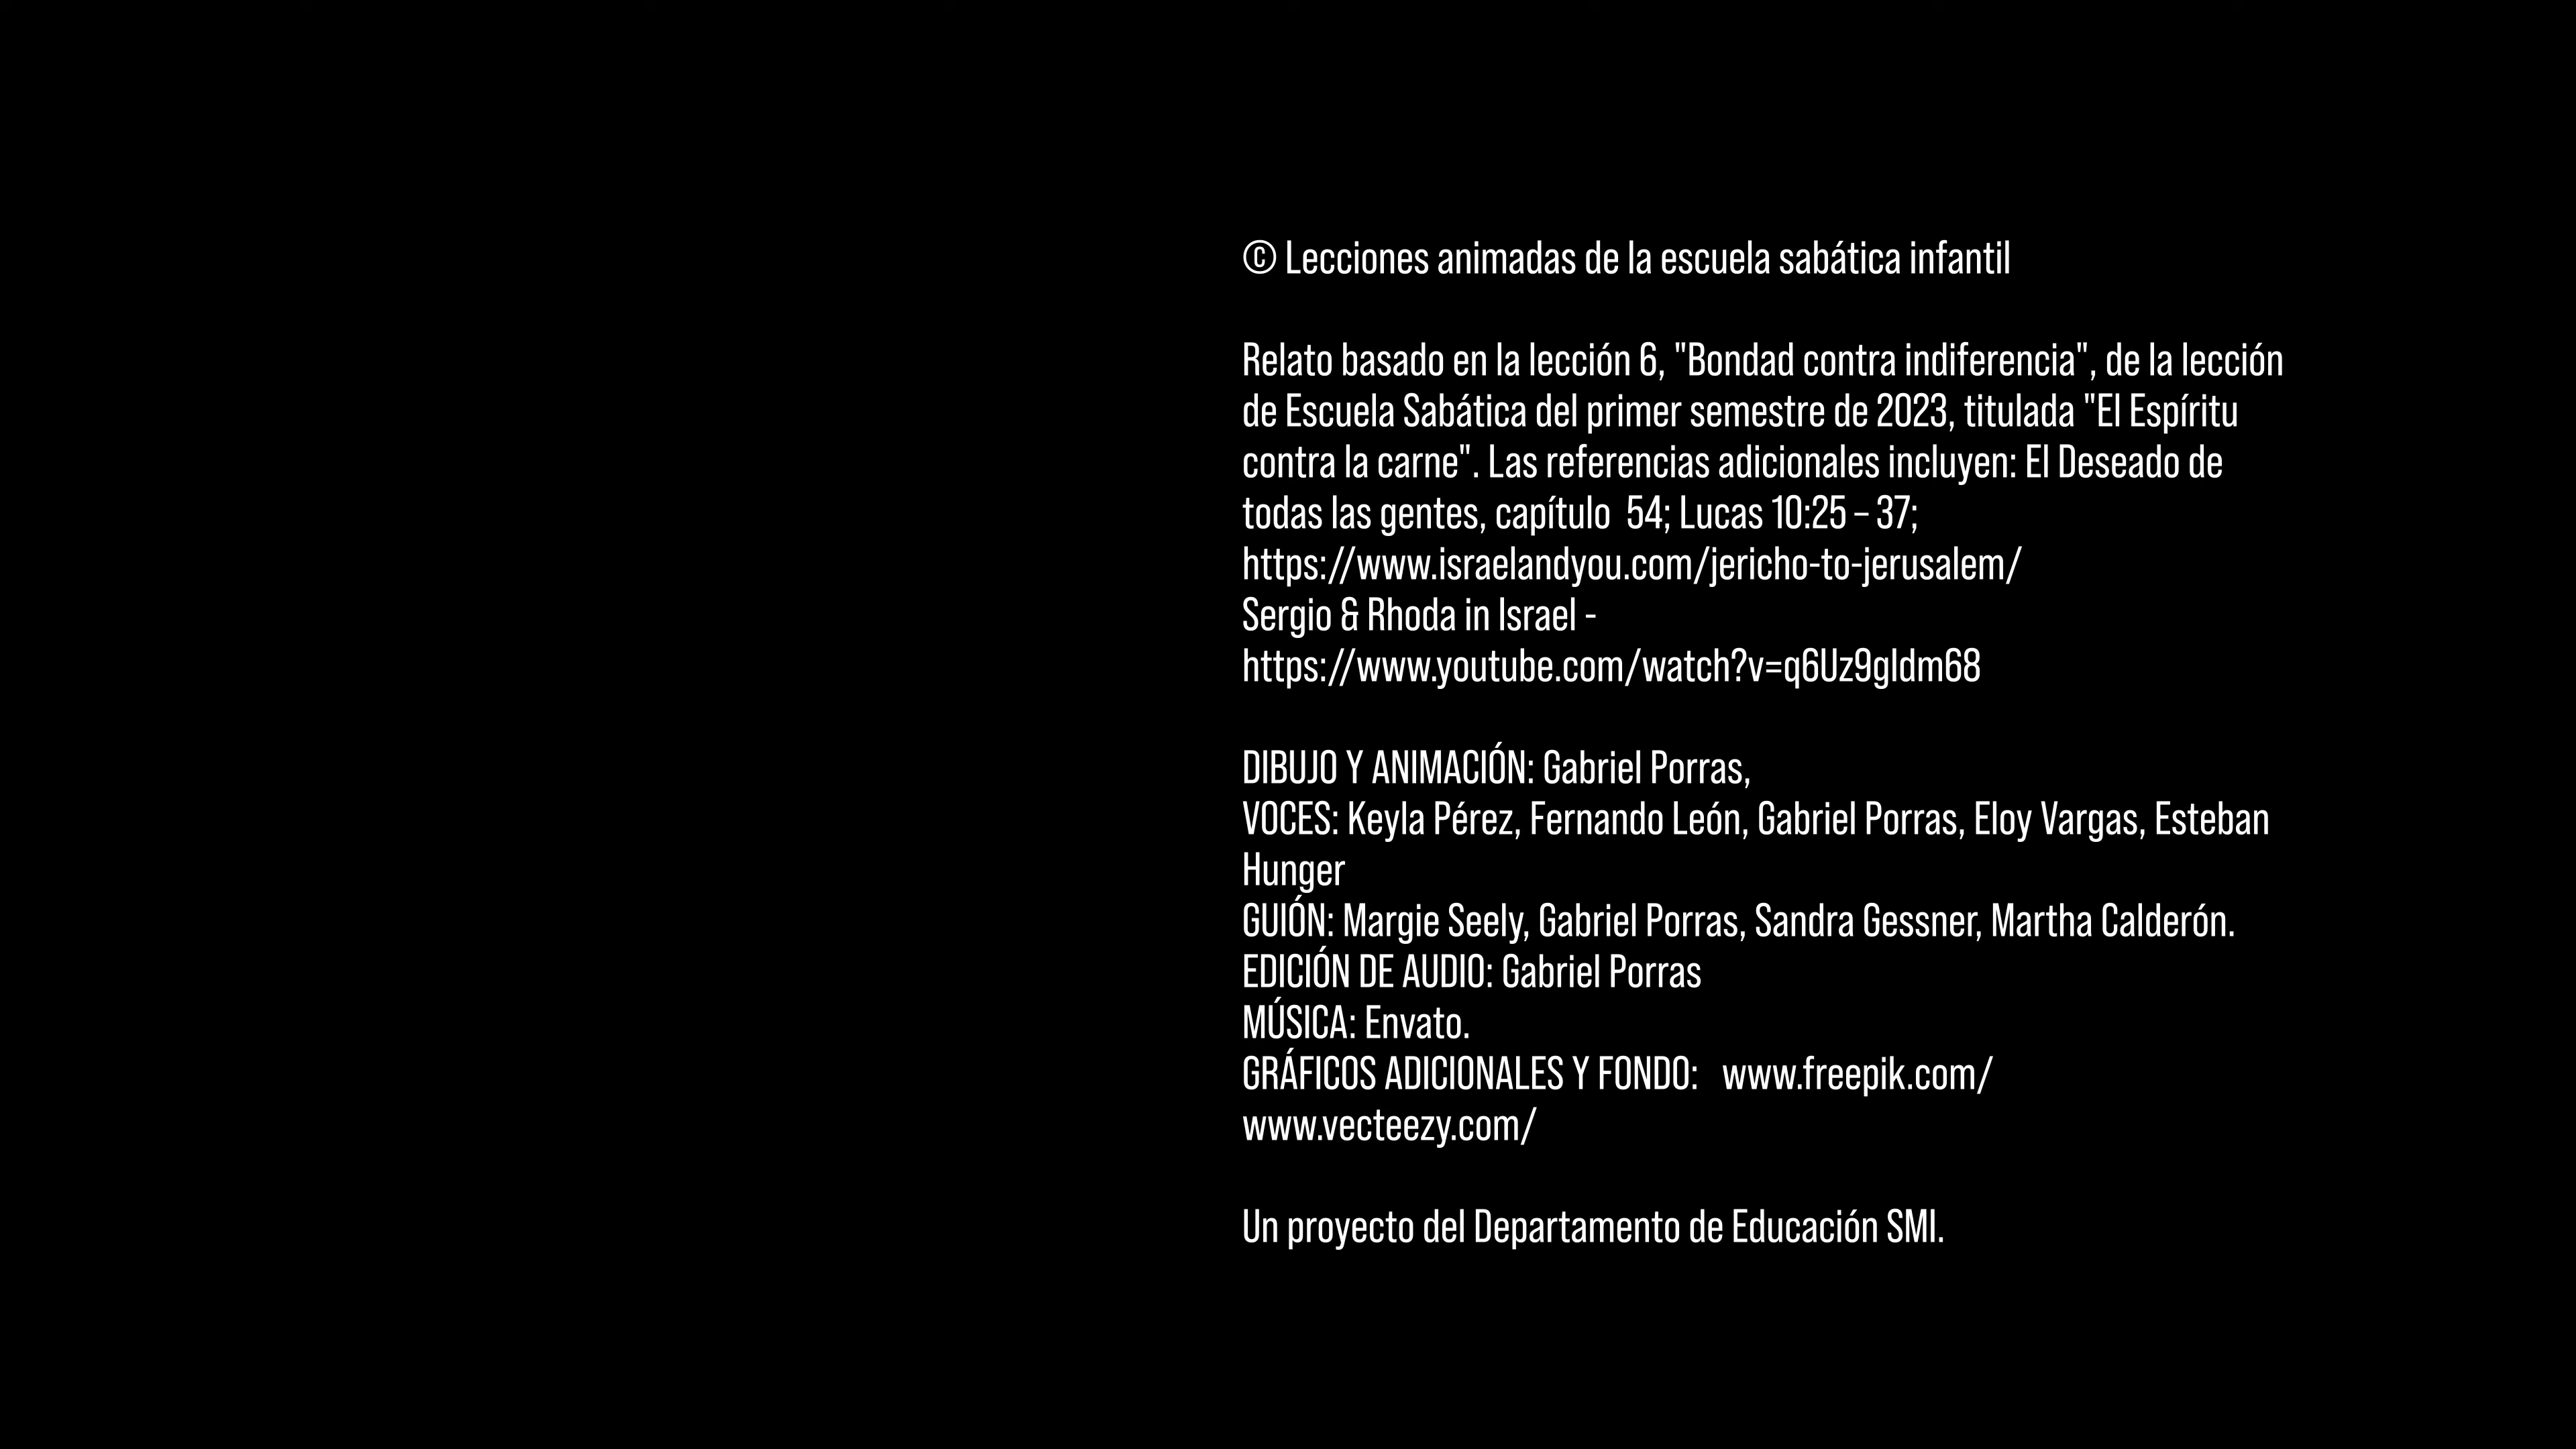 © Lecciones animadas de la escuela sabática infantil
Relato basado en la lección 6, "Bondad contra indiferencia", de la lección
de Escuela Sabática del primer semestre de 2023, titulada "El Espíritu
contra la carne". Las referencias adicionales incluyen: El Deseado de
todas las gentes, capítulo  54; Lucas 10:25 – 37;
https://www.israelandyou.com/jericho-to-jerusalem/
Sergio & Rhoda in Israel -
https://www.youtube.com/watch?v=q6Uz9gldm68
DIBUJO Y ANIMACIÓN: Gabriel Porras,
VOCES: Keyla Pérez, Fernando León, Gabriel Porras, Eloy Vargas, Esteban
Hunger
GUIÓN: Margie Seely, Gabriel Porras, Sandra Gessner, Martha Calderón.
EDICIÓN DE AUDIO: Gabriel Porras
MÚSICA: Envato.
GRÁFICOS ADICIONALES Y FONDO:   www.freepik.com/
www.vecteezy.com/
Un proyecto del Departamento de Educación SMI.